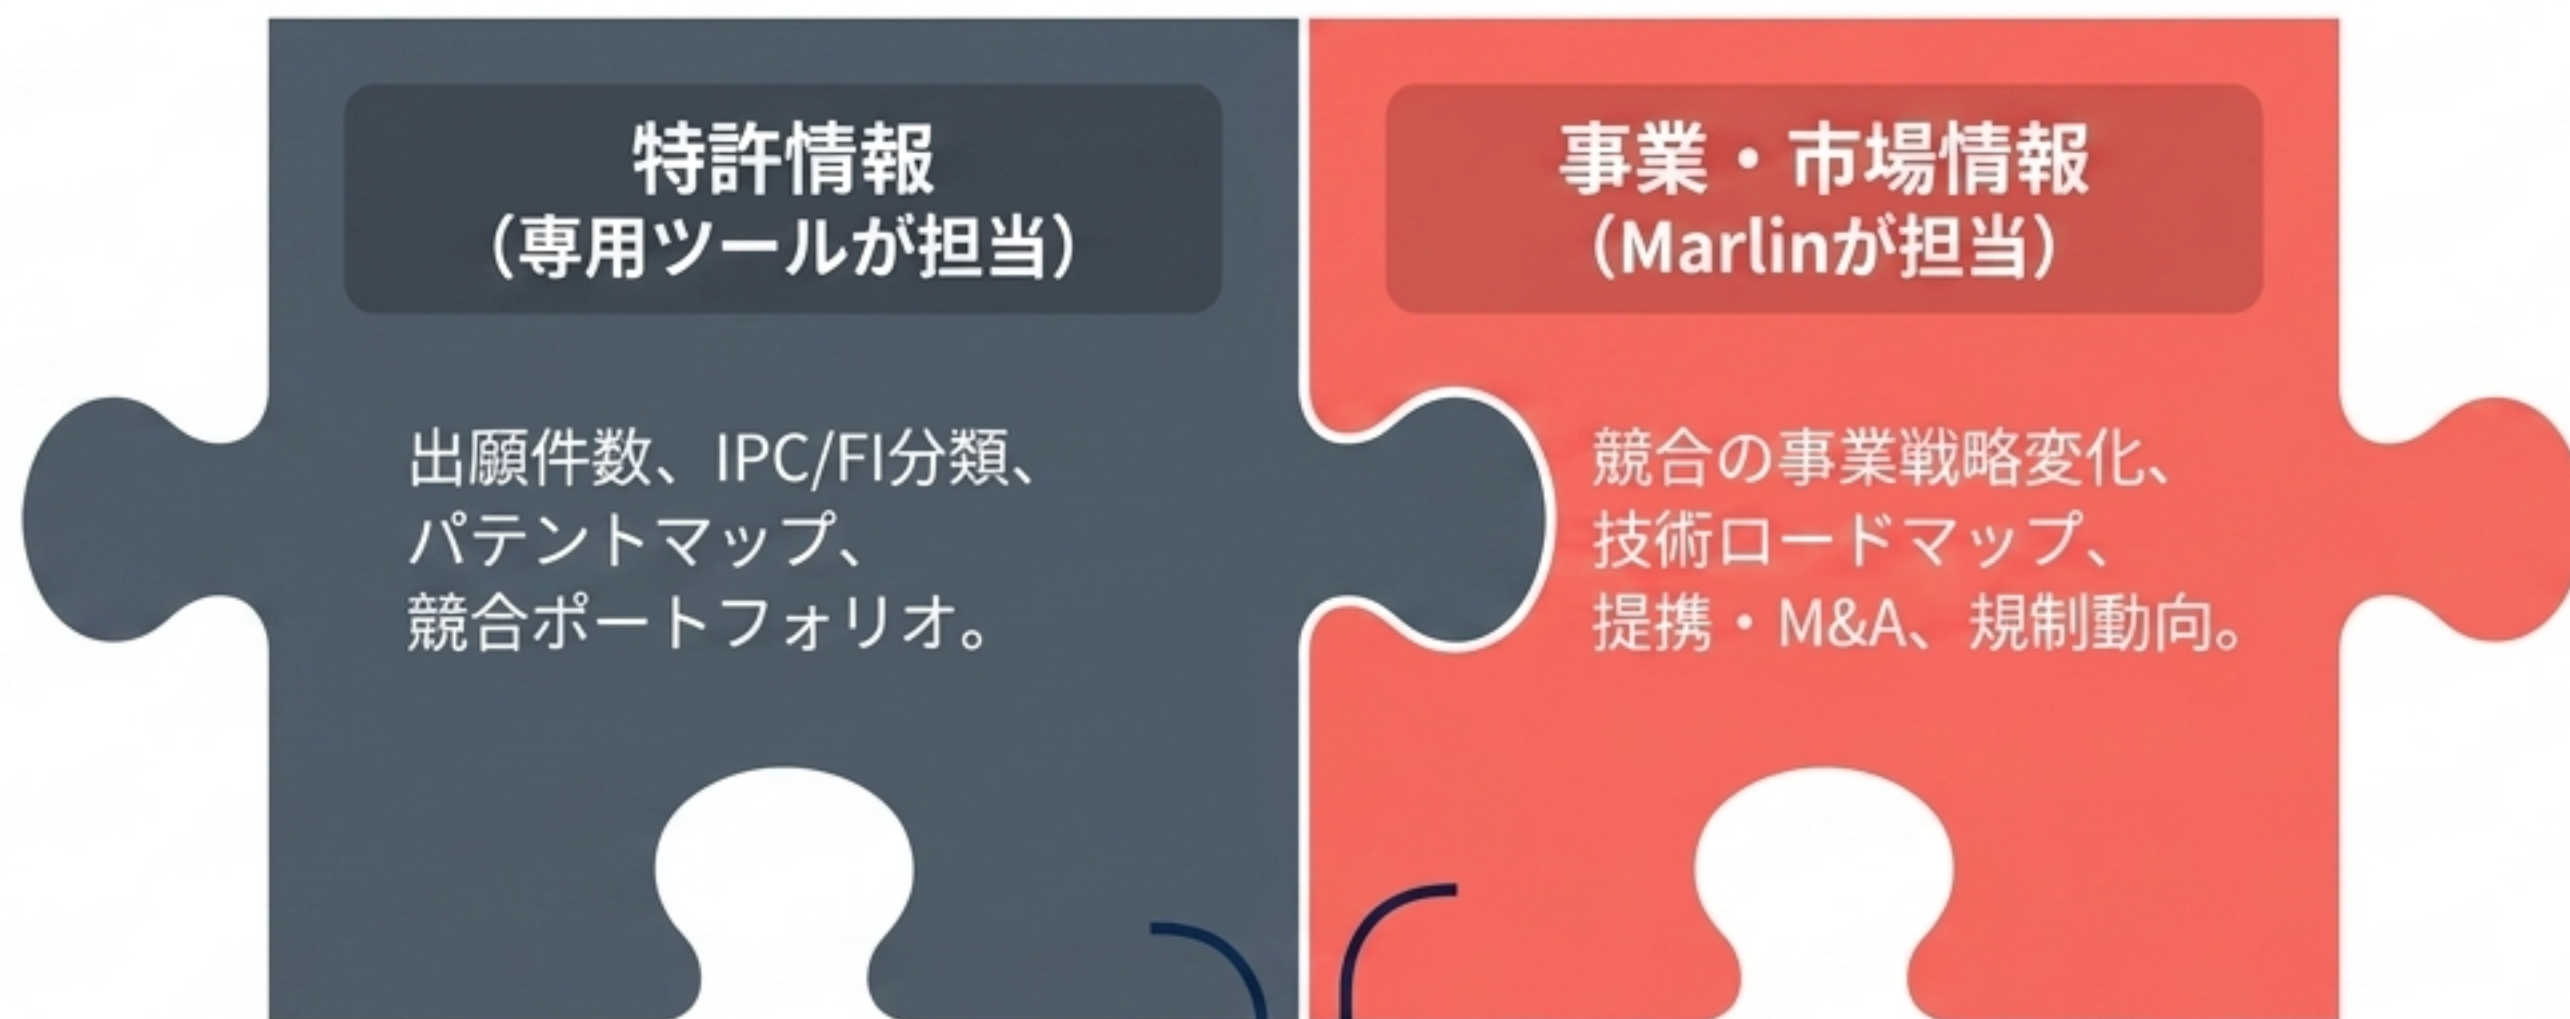 特許情報
（専用ツールが担当）
出願件数、IPC/FI分類、
パテントマップ、
競合ポートフォリオ。
事業・市場情報
（Marlinが担当）
競合の事業戦略変化、
技術ロードマップ、
提携・M&A、規制動向。